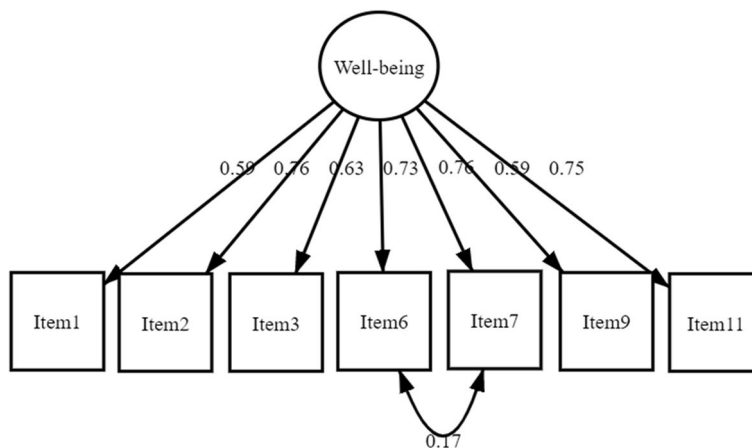 Well-being
0.59 0.76 0.63 0.73 0.76 0.59 0.75
Item1 Item2 Item3 Item6 Item7 Item9 Item11
0.17